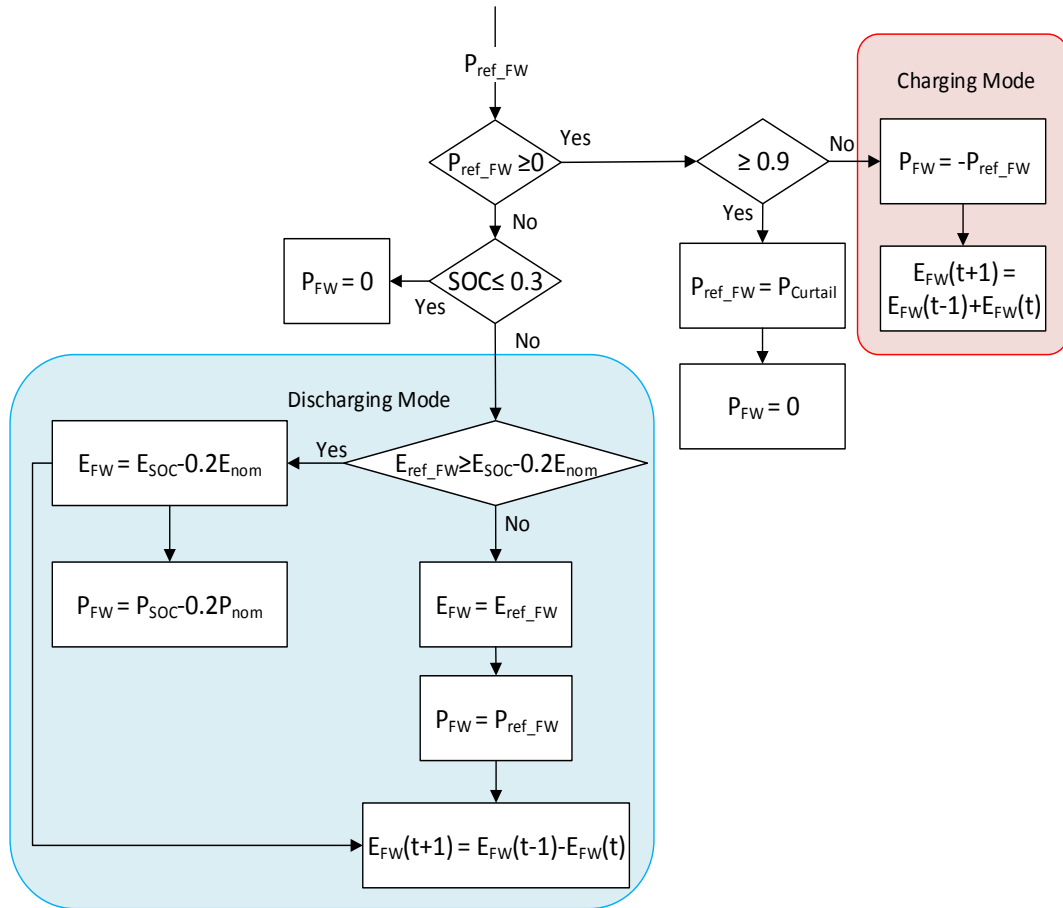 P_ref_FW
Charging Mode
P_ref_FW ≥0
Yes
≥ 0.9
No
P_FW = -P_ref_FW
Yes
No
P_FW = 0
SOC≤ 0.3
Yes
P_ref_FW = P_Curtail
E_FW(t+1) =
E_FW(t-1)+E_FW(t)
No
P_FW = 0
Discharging Mode
E_FW = E_SOC-0.2E_nom
Yes
E_ref_FW≥E_SOC-0.2E_nom
No
P_FW = P_SOC-0.2P_nom
E_FW = E_ref_FW
P_FW = P_ref_FW
E_FW(t+1) = E_FW(t-1)-E_FW(t)